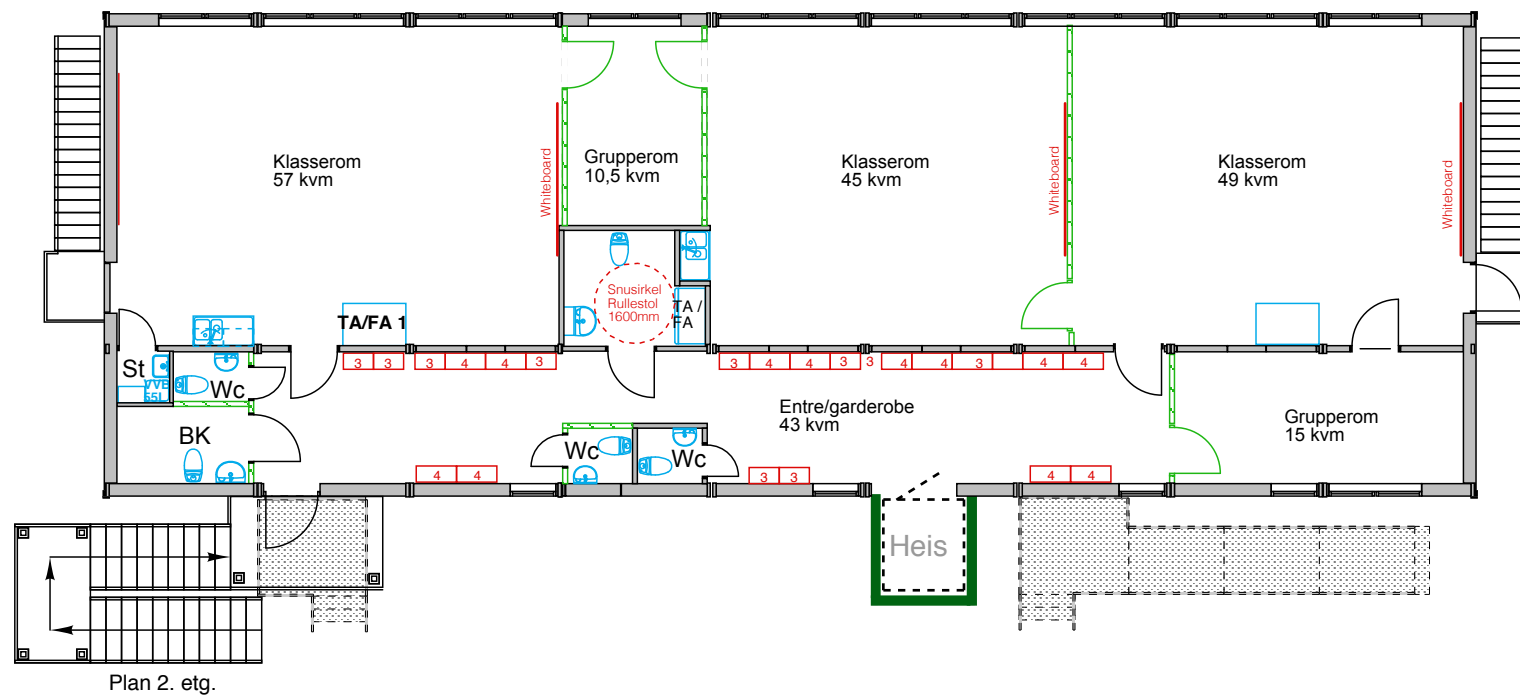 Klasserom
57 kvm
Whiteboard
Grupperom
10,5 kvm
Klasserom
45 kvm
Whiteboard
Klasserom
49 kvm
Whiteboard
Snusirkel
Rullestol
1600mm
TA /
FA
TA/FA 1
St
VVB
55L
Wc
BK
3 3 3 4 4 3
3 4 4 3 3 4 4 3 4 4
Entre/garderobe
43 kvm
Grupperom
15 kvm
Wc
Wc
4 4
3 3
4 4
Heis
Plan 2. etg.